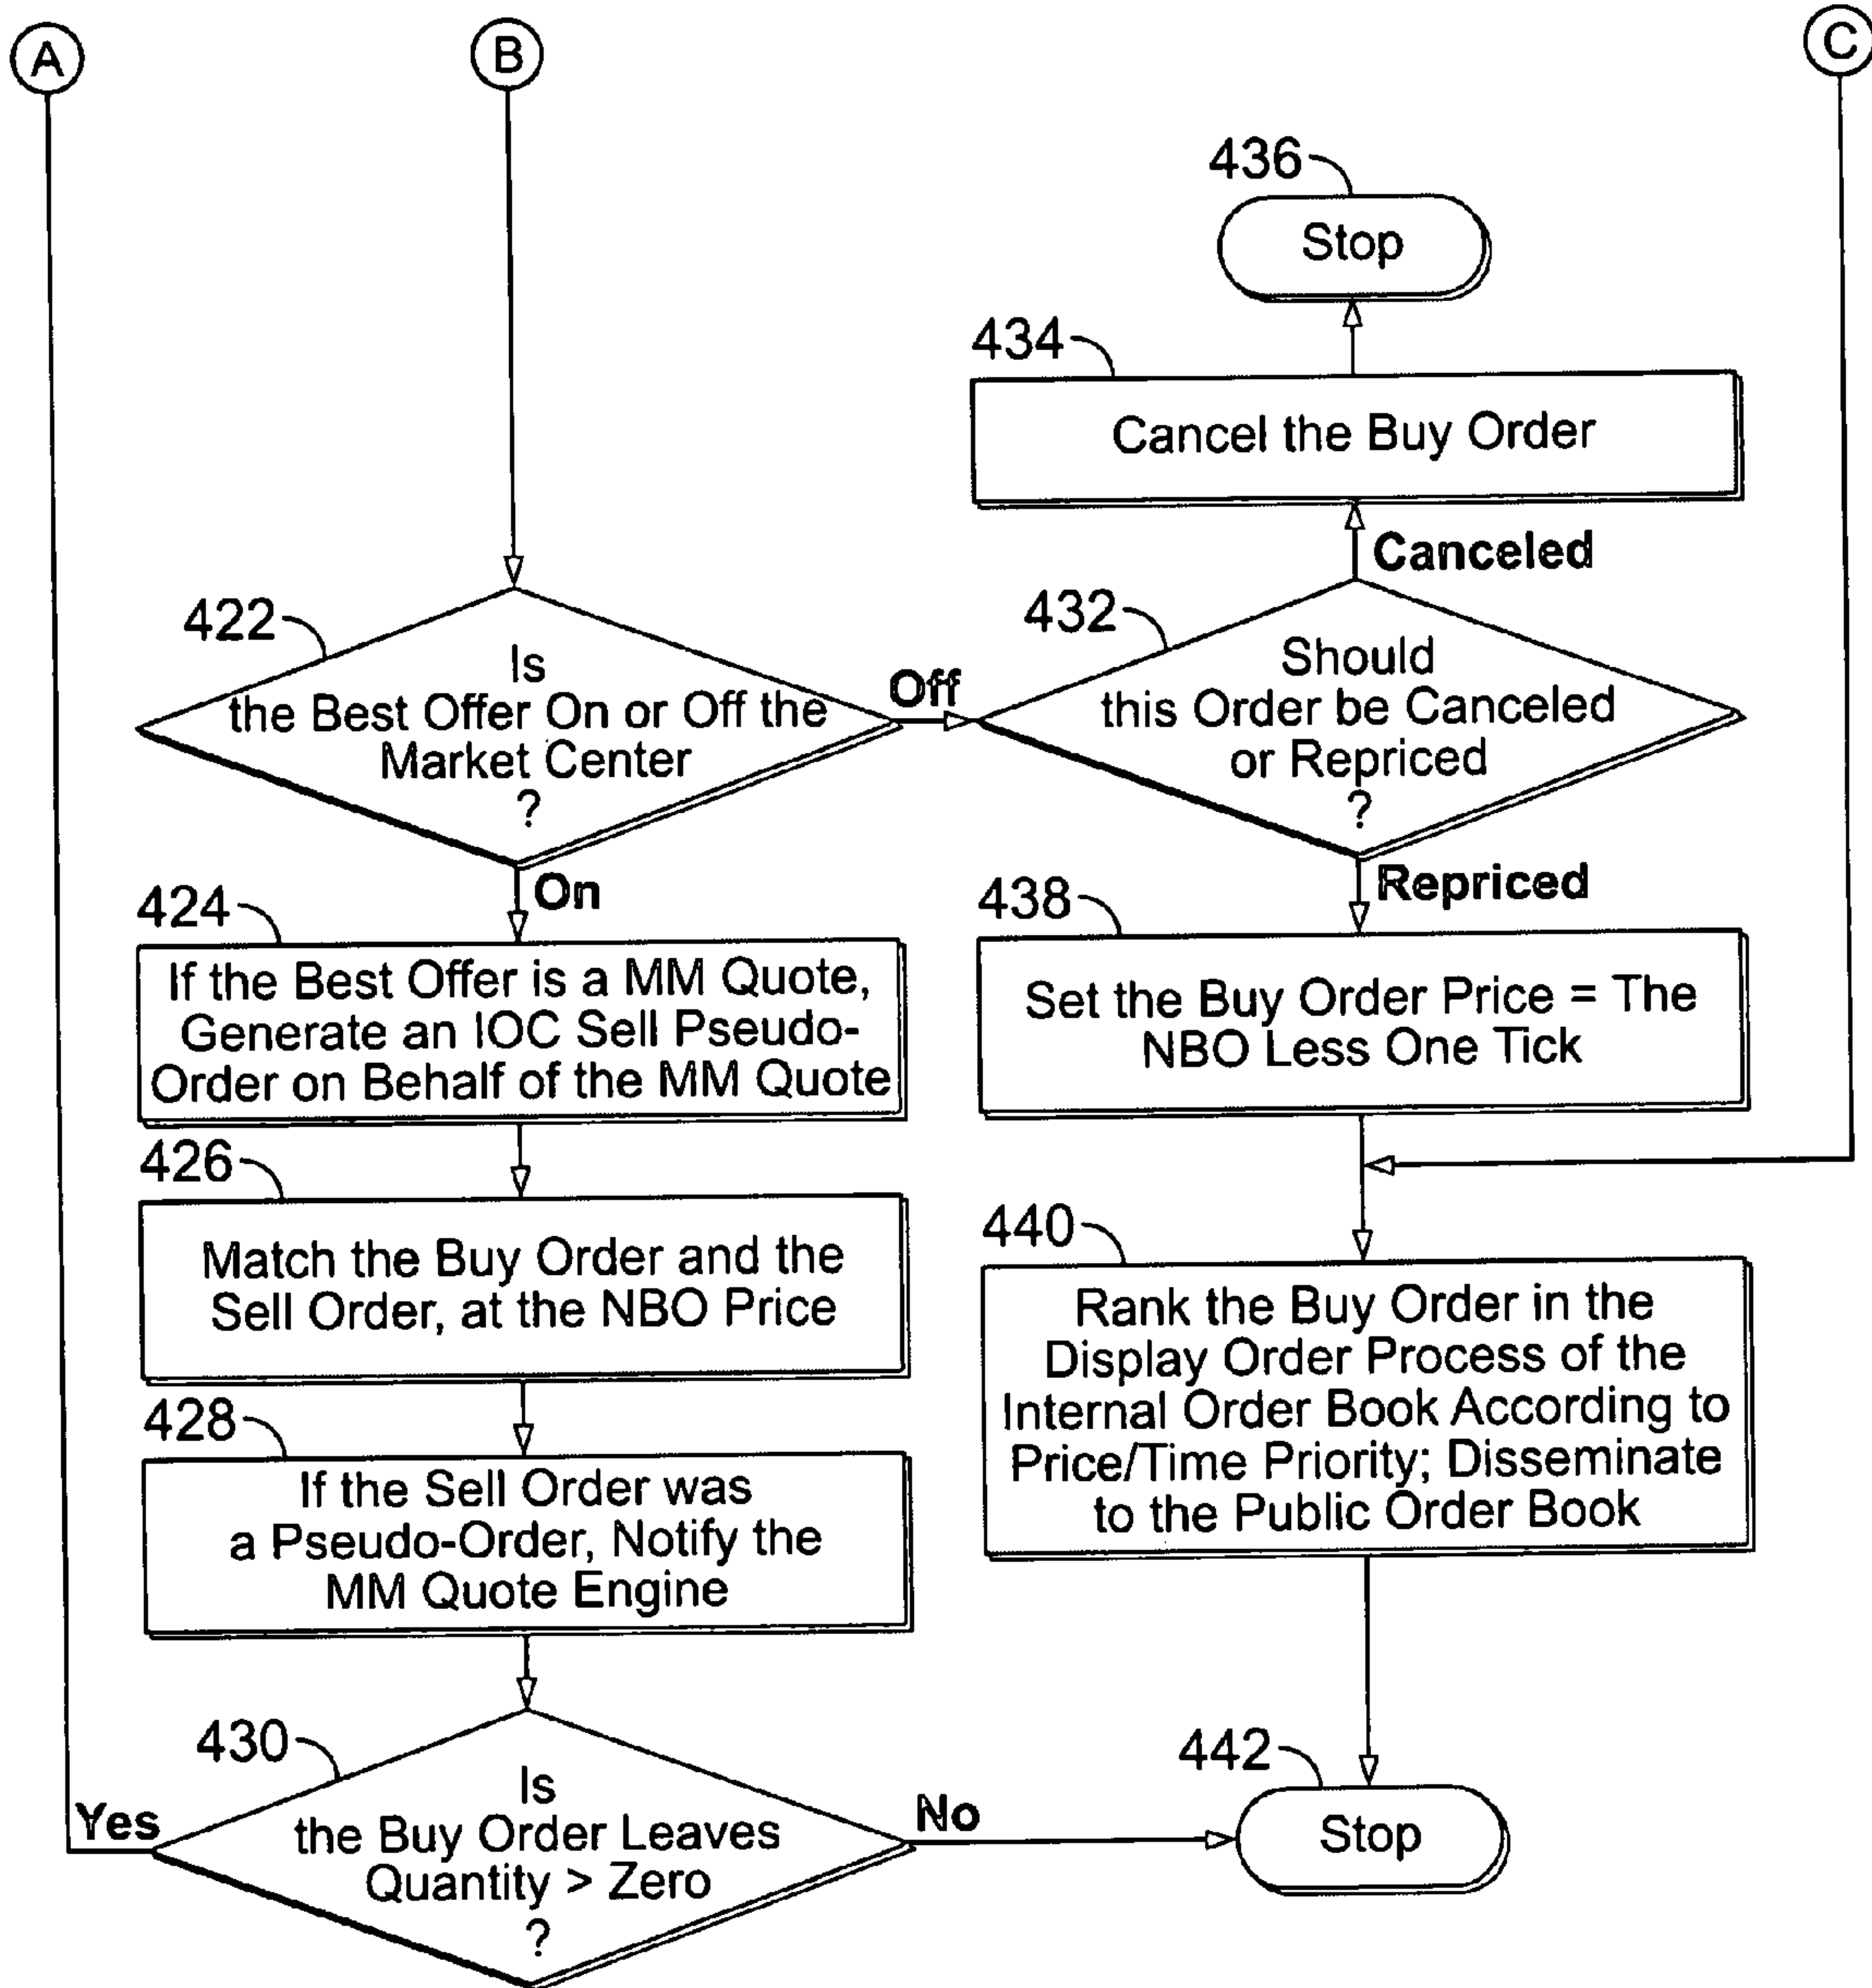 A
B
C
436
Stop
434
Cancel the Buy Order
Canceled
422
Is
the Best Offer On or Off the
Market Center
?
Off
432
Should
this Order be Canceled
or Repriced
?
On
Repriced
424
If the Best Offer is a MM Quote,
Generate an IOC Sell Pseudo-
Order on Behalf of the MM Quote
438
Set the Buy Order Price = The
NBO Less One Tick
426
Match the Buy Order and the
Sell Order, at the NBO Price
440
Rank the Buy Order in the
Display Order Process of the
Internal Order Book According to
Price/Time Priority; Disseminate
to the Public Order Book
428
If the Sell Order was
a Pseudo-Order, Notify the
MM Quote Engine
430
Is
the Buy Order Leaves
Quantity > Zero
?
Yes
No
442
Stop